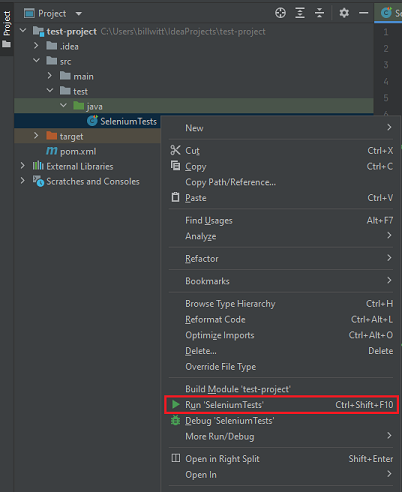 Project
Project
test-project C:\Users\billwitt\IdeaProjects\test-project
.idea
src
main
test
java
SeleniumTests
target
pom.xml
External Libraries
Scratches and Consoles
Se
1
2
3
4
5
6
New
Cut Ctrl+X
Copy Ctrl+C
Copy Path/Reference...
Paste Ctrl+V
Find Usages Alt+F7
Analyze
Refactor
Bookmarks
Browse Type Hierarchy Ctrl+H
Reformat Code Ctrl+Alt+L
Optimize Imports Ctrl+Alt+O
Delete... Delete
Override File Type
Build Module 'test-project'
Run 'SeleniumTests' Ctrl+Shift+F10
Debug 'SeleniumTests'
More Run/Debug
Open in Right Split Shift+Enter
Open In